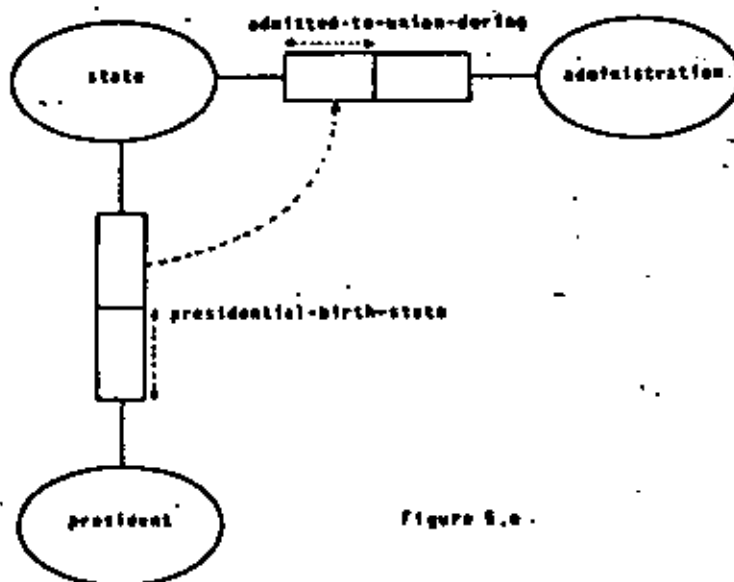 admitted-to-union-during
state
administration
presidential-birth-state
president
Figure